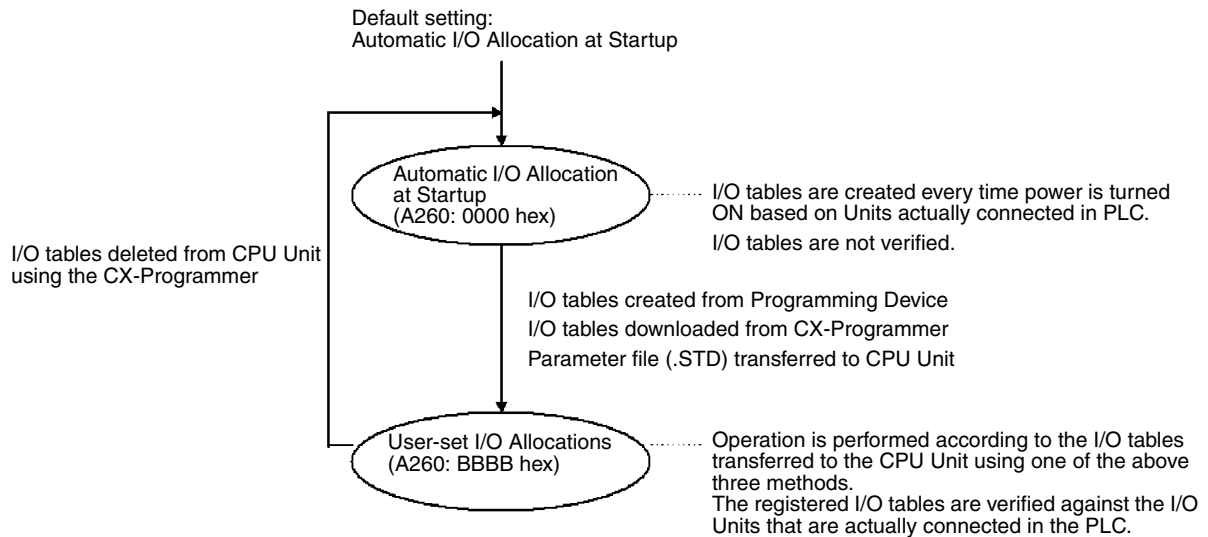 Default setting:
Automatic I/O Allocation at Startup
Automatic I/O Allocation
at Startup
(A260: 0000 hex)
I/O tables are created every time power is turned
ON based on Units actually connected in PLC.
I/O tables are not verified.
I/O tables deleted from CPU Unit
using the CX-Programmer
I/O tables created from Programming Device
I/O tables downloaded from CX-Programmer
Parameter file (.STD) transferred to CPU Unit
User-set I/O Allocations
(A260: BBBB hex)
Operation is performed according to the I/O tables
transferred to the CPU Unit using one of the above
three methods.
The registered I/O tables are verified against the I/O
Units that are actually connected in the PLC.